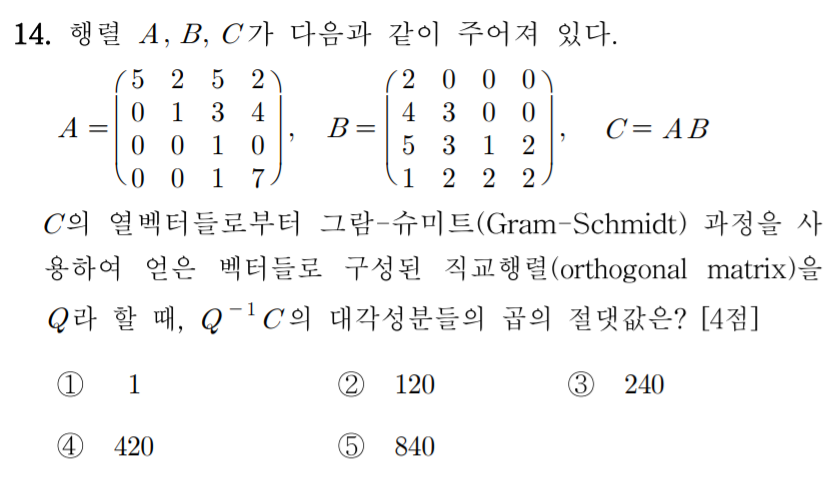 14. 행렬 A, B, C가 다음과 같이 주어져 있다.
A = \begin{pmatrix} 5 & 2 & 5 & 2 \\ 0 & 1 & 3 & 4 \\ 0 & 0 & 1 & 0 \\ 0 & 0 & 1 & 7 \end{pmatrix}, B = \begin{pmatrix} 2 & 0 & 0 & 0 \\ 4 & 3 & 0 & 0 \\ 5 & 3 & 1 & 2 \\ 1 & 2 & 2 & 2 \end{pmatrix}, C = AB
C의 열벡터들로부터 그람-슈미트(Gram-Schmidt) 과정을 사
용하여 얻은 벡터들로 구성된 직교행렬(orthogonal matrix)을
Q라 할 때, Q⁻¹C의 대각성분들의 곱의 절댓값은? [4점]
① 1 ② 120 ③ 240
④ 420 ⑤ 840